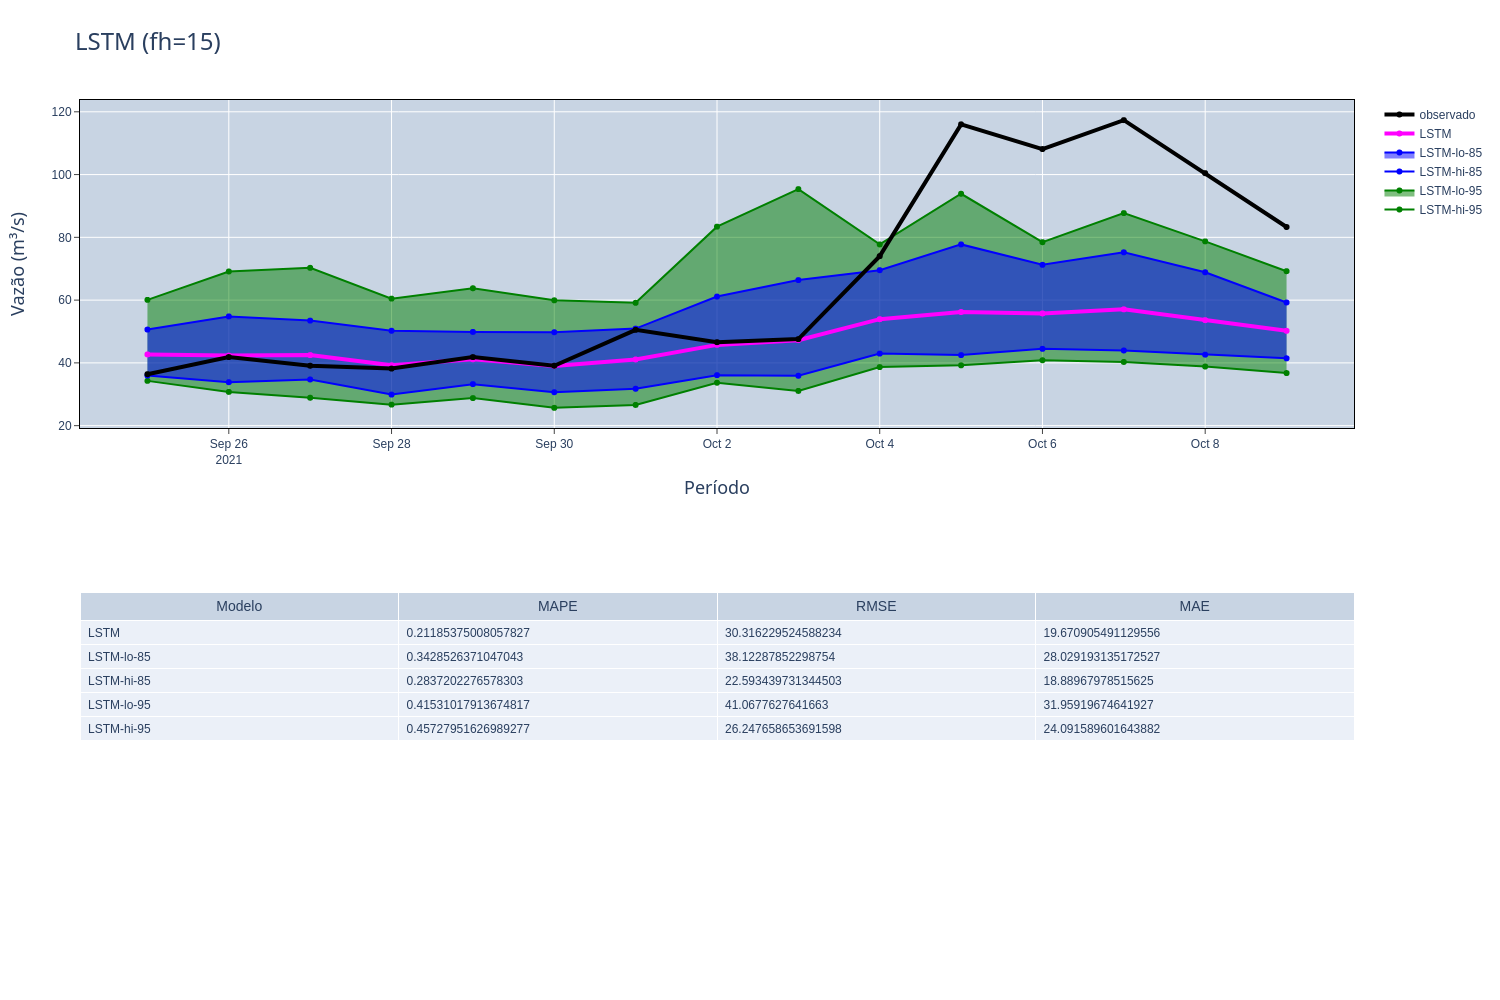 LSTM (fh=15)
Vazão (m³/s)
120
100
80
60
40
20
Sep 26
2021
Sep 28
Sep 30
Oct 2
Oct 4
Oct 6
Oct 8
Período
observado
LSTM
LSTM-lo-85
LSTM-hi-85
LSTM-lo-95
LSTM-hi-95
Modelo MAPE RMSE MAE
LSTM 0.21185375008057827 30.316229524588234 19.670905491129556
LSTM-lo-85 0.3428526371047043 38.12287852298754 28.029193135172527
LSTM-hi-85 0.2837202276578303 22.593439731344503 18.88967978515625
LSTM-lo-95 0.41531017913674817 41.0677627641663 31.95919674641927
LSTM-hi-95 0.45727951626989277 26.247658653691598 24.091589601643882